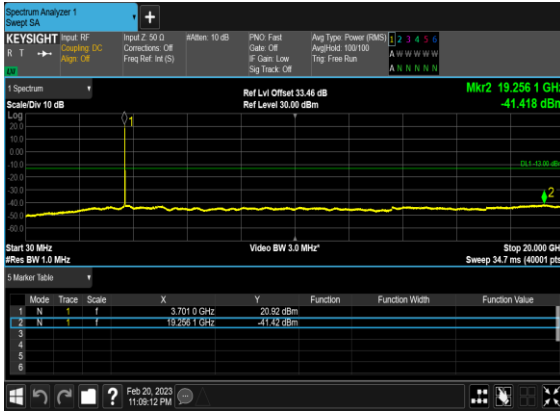 Spectrum Analyzer 1
Swept SA
+
KEYSIGHT
R T
Input: RF
Coupling: DC
Align: Off
Input Z: 50 Ω
Corrections: Off
Freq Ref: Int (S)
#Atten: 10 dB
PNO: Fast
Gate: Off
IF Gain: Low
Sig Track: Off
Avg Type: Power (RMS)
Avg|Hold: 100/100
Trig: Free Run
1 2 3 4 5 6
A W W W W W
A N N N N N
1 Spectrum
Scale/Div 10 dB
Ref Lvl Offset 33.46 dB
Ref Level 30.00 dBm
Mkr2 19.256 1 GHz
-41.418 dBm
Log
20.0
10.0
0.00
-10.0
-20.0
-30.0
-40.0
-50.0
-60.0
1
DL1 -13.00 dBm
2
Start 30 MHz
#Res BW 1.0 MHz
Video BW 3.0 MHz*
Stop 20.000 GHz
Sweep 34.7 ms (40001 pts)
5 Marker Table
Mode Trace Scale X Y Function Function Width Function Value
1 N 1 f 3.701 0 GHz 20.92 dBm
2 N 1 f 19.256 1 GHz -41.42 dBm
3
4
5
6
?
Feb 20, 2023
11:09:12 PM